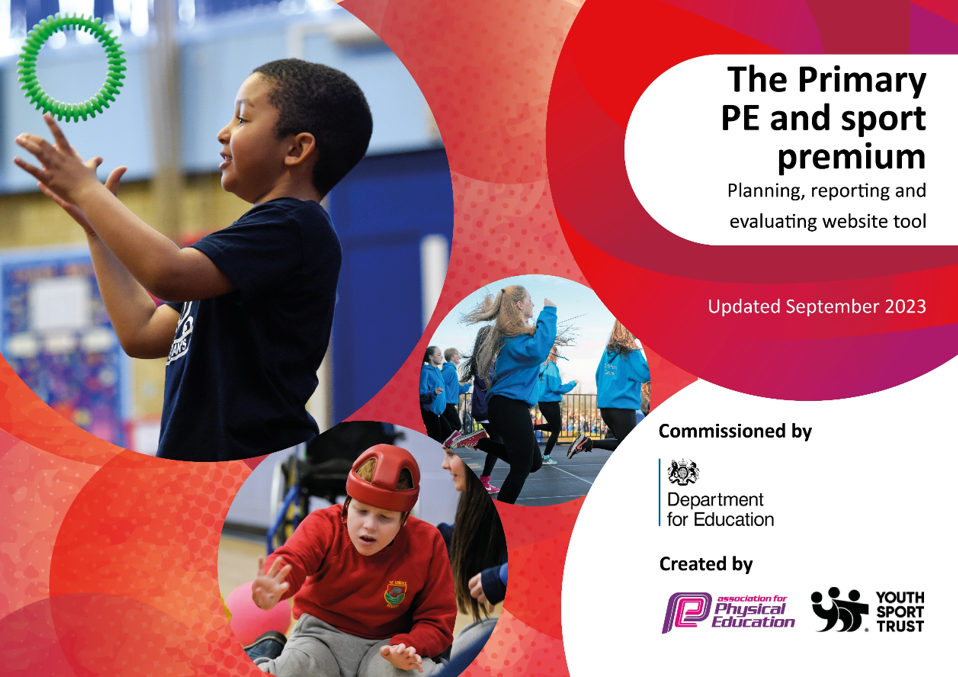 The Primary
PE and sport
premium
Planning, reporting and
evaluating website tool
Updated September 2023
Commissioned by
Department
for Education
Created by
association for
Physical
Education
YOUTH
SPORT
TRUST